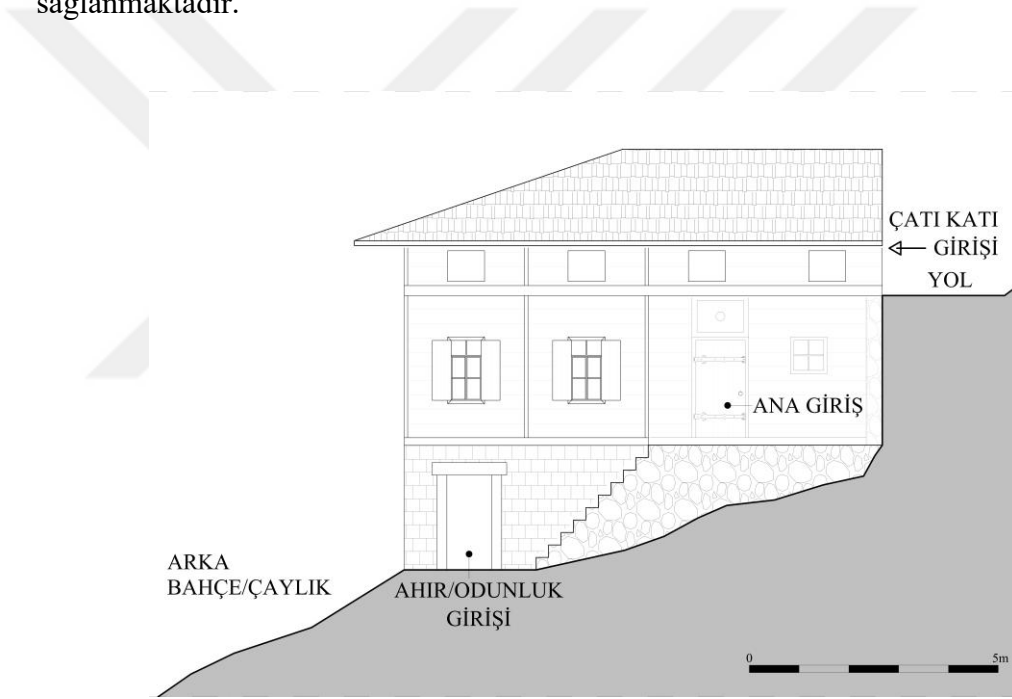 sağlanmaktadır.
ÇATI KATI
GİRİŞİ
YOL
ANA GİRİŞ
ARKA
BAHÇE/ÇAYLIK
AHIR/ODUNLUK
GİRİŞİ
0
5m